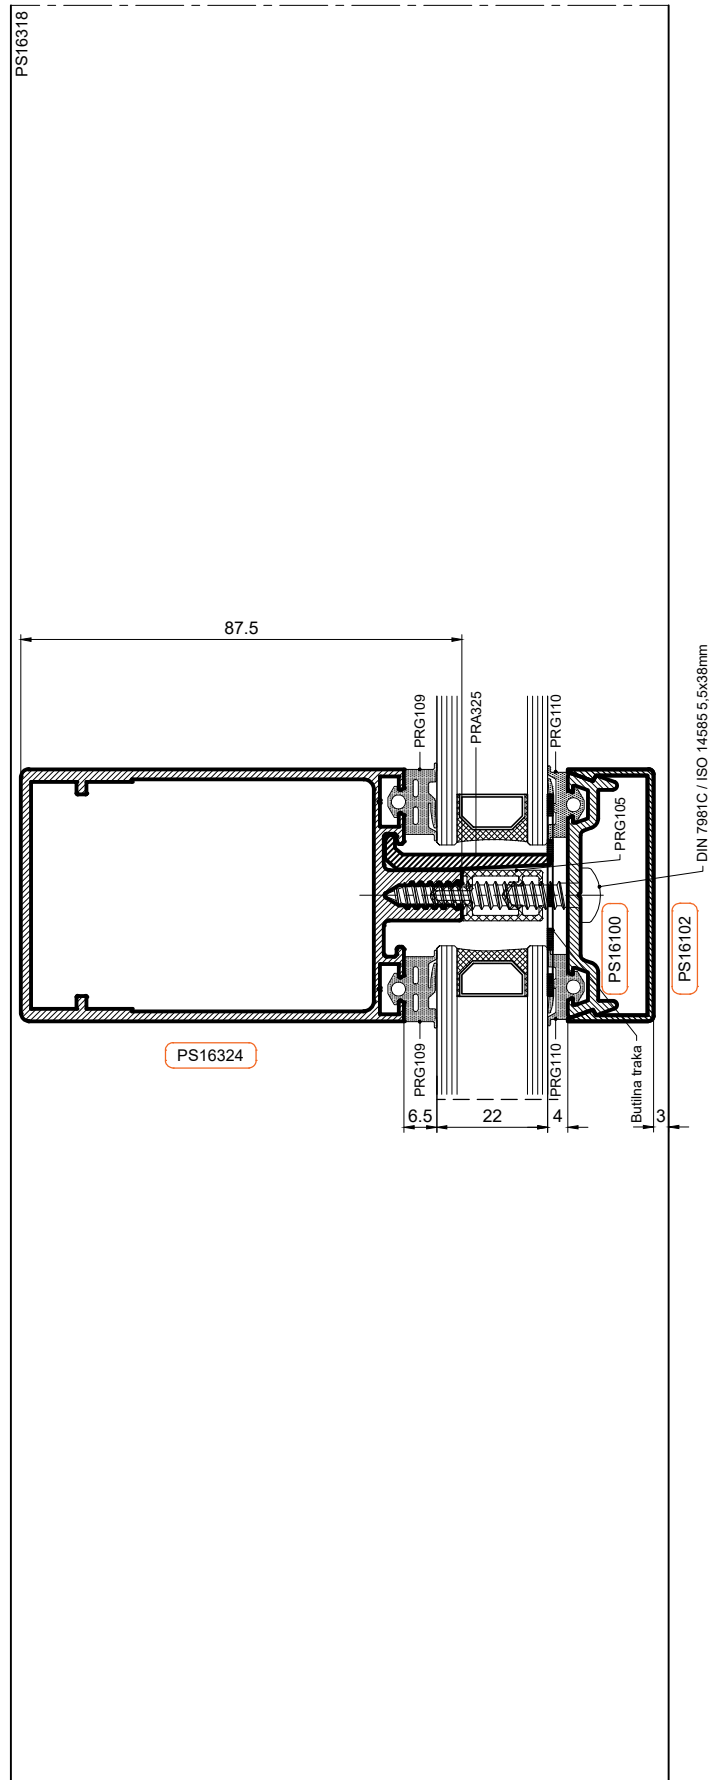 PS16318
87.5
PRG109
PRA325
PRG110
PRG105
DIN 7981C / ISO 14585 5,5x38mm
PS16100
PS16102
PS16324
PRG109
PRG110
Butilna traka
6.5
22
4
3